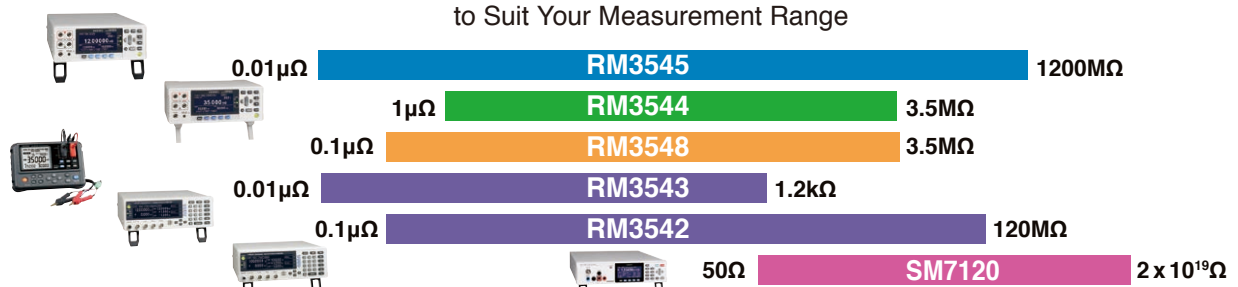 to Suit Your Measurement Range
0.01µΩ RM3545 1200MΩ
1µΩ RM3544 3.5MΩ
0.1µΩ RM3548 3.5MΩ
0.01µΩ RM3543 1.2kΩ
0.1µΩ RM3542 120MΩ
50Ω SM7120 2 x 10¹⁹Ω